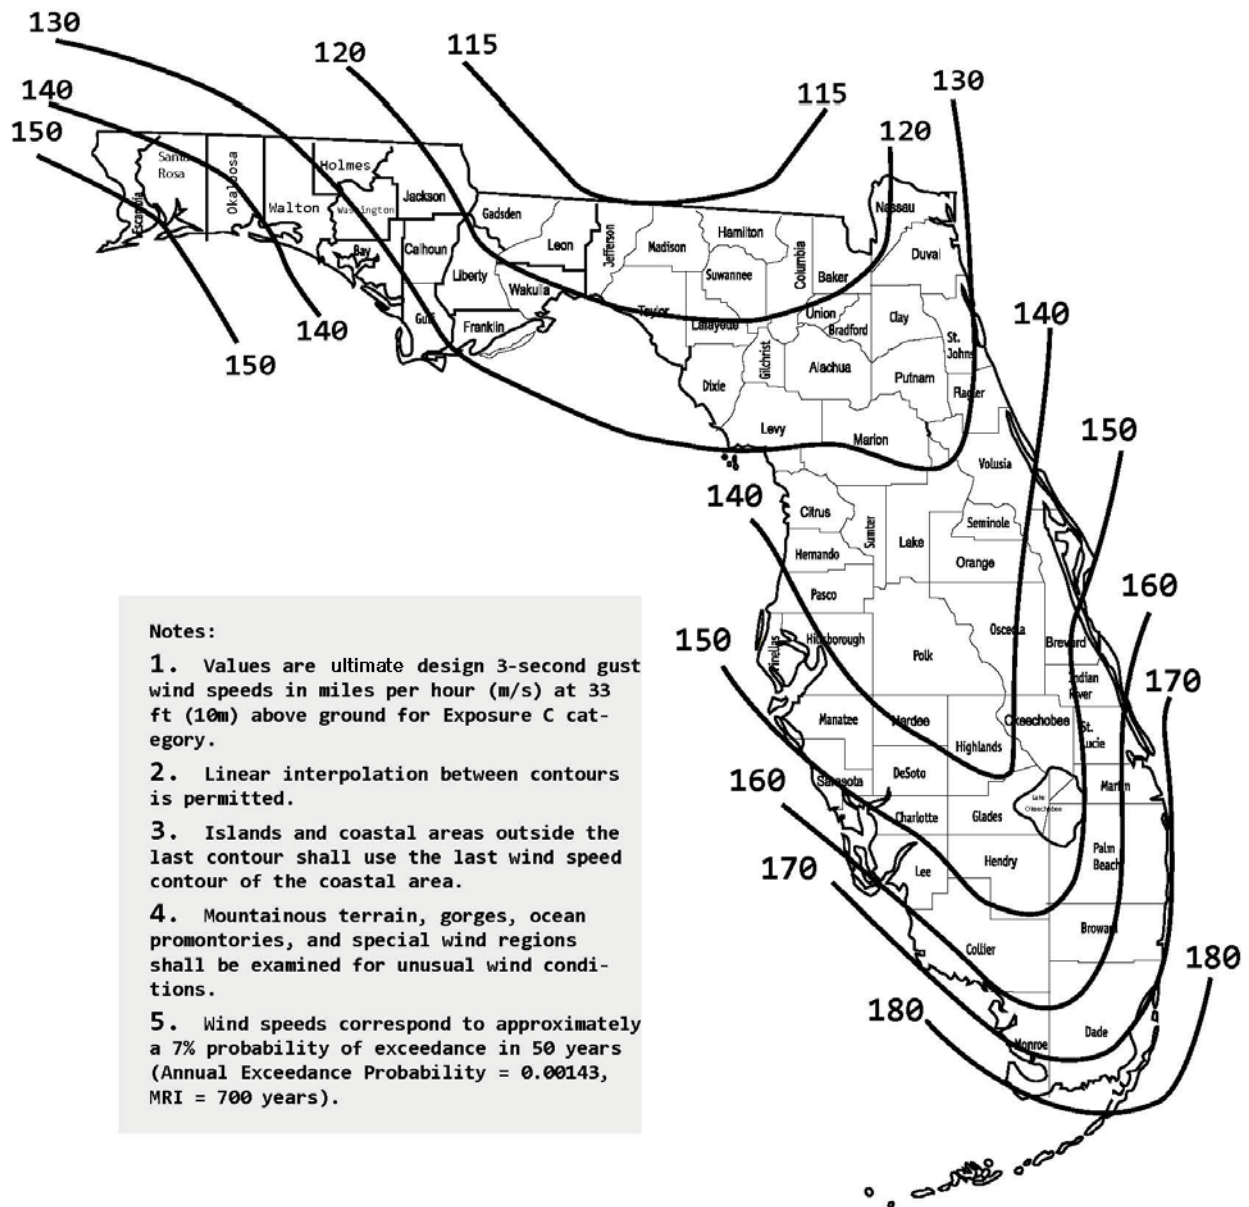 130
120
115
130
115
120
140
150
Santa
Rosa
Escambia
Okaloosa
Walton
Holmes
Washington
Jackson
Bay
Calhoun
Gulf
Liberty
Gadsden
Leon
Wakulla
Franklin
Jefferson
Madison
Taylor
Hamilton
Suwannee
Lafayette
Columbia
Baker
Nassau
Duval
Union
Bradford
Clay
St.
Johns
Dixie
Gilchrist
Alachua
Putnam
Flagler
Levy
Marion
Volusia
140
150
140
150
140
Citrus
Sumter
Lake
Seminole
Orange
Hernando
Pasco
Pinellas
Hillsborough
Polk
Osceola
Brevard
Indian
River
160
150
170
Manatee
Hardee
Highlands
Okeechobee
St.
Lucie
Sarasota
DeSoto
Martin
160
Charlotte
Glades
Lake
Okeechobee
Lee
Hendry
Palm
Beach
170
Collier
Broward
180
180
Monroe
Dade
Notes:
1. Values are ultimate design 3-second gust
wind speeds in miles per hour (m/s) at 33
ft (10m) above ground for Exposure C cat-
egory.
2. Linear interpolation between contours
is permitted.
3. Islands and coastal areas outside the
last contour shall use the last wind speed
contour of the coastal area.
4. Mountainous terrain, gorges, ocean
promontories, and special wind regions
shall be examined for unusual wind condi-
tions.
5. Wind speeds correspond to approximately
a 7% probability of exceedance in 50 years
(Annual Exceedance Probability = 0.00143,
MRI = 700 years).